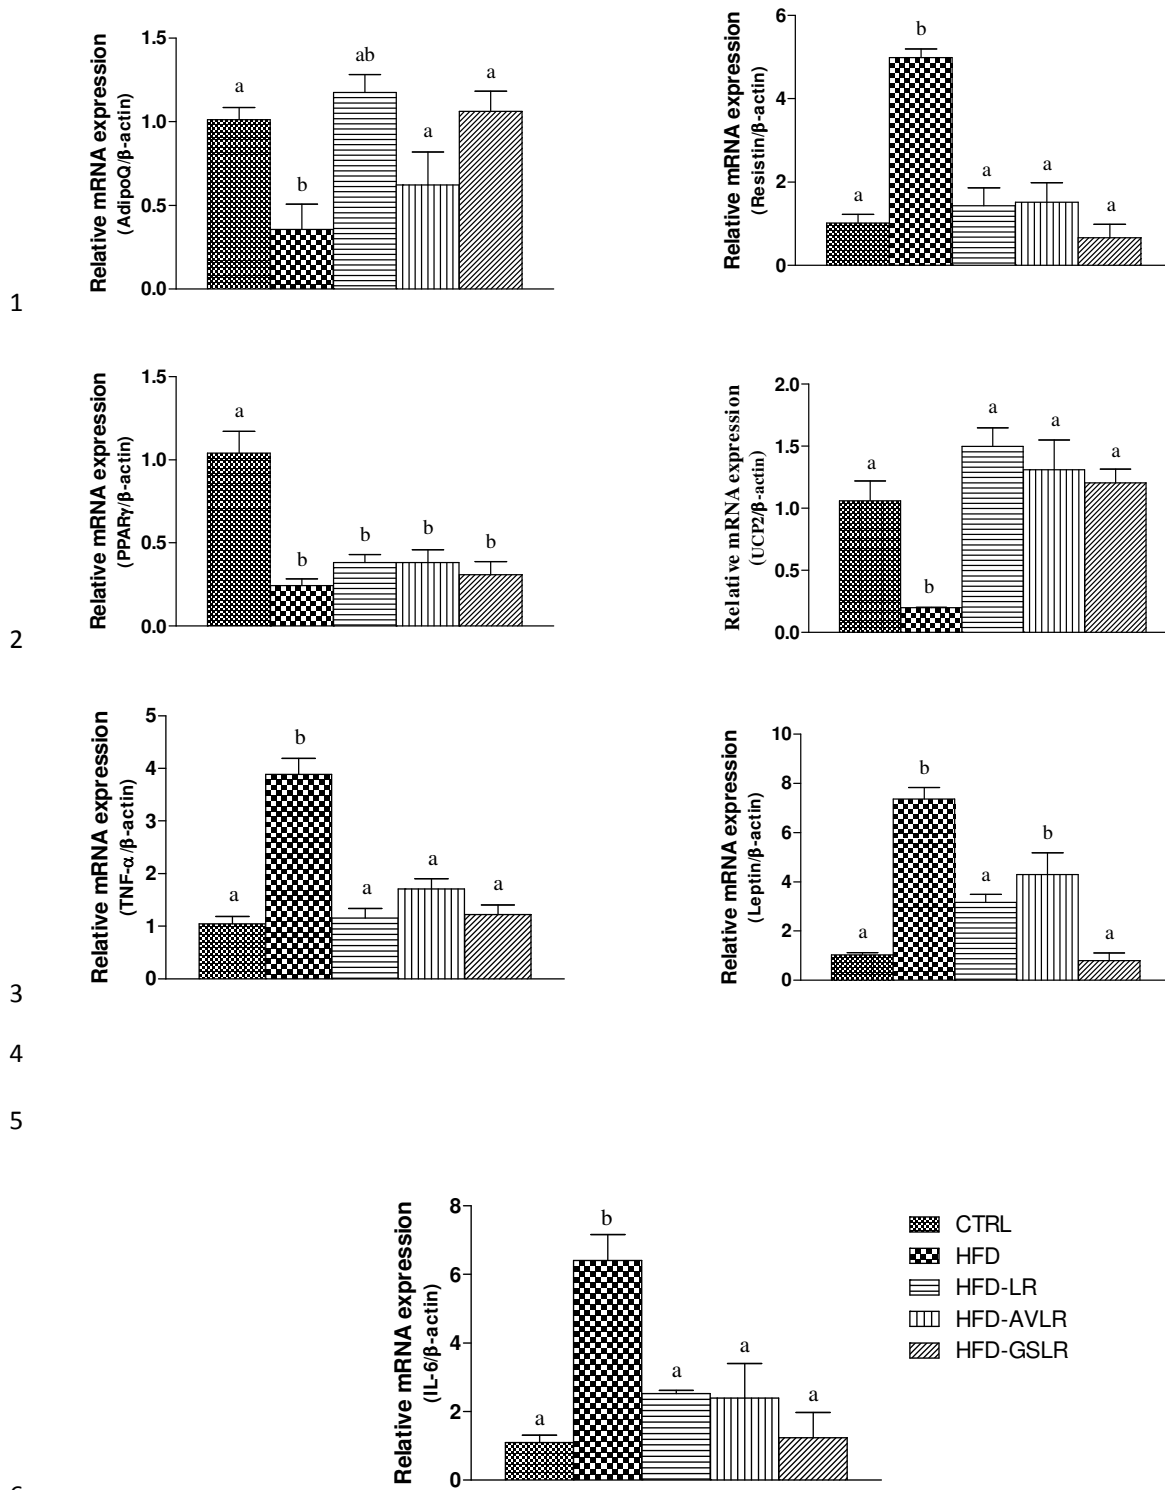 Relative mRNA expression
(AdipoQ/β-actin)
1.5
1.0
0.5
0.0
a
b
ab
a
a
Relative mRNA expression
(Resistin/β-actin)
6
4
2
0
a
b
a
a
a
1
Relative mRNA expression
(PPARγ/β-actin)
1.5
1.0
0.5
0.0
a
b
b
b
b
Relative mRNA expression
(UCP2/β-actin)
2.0
1.5
1.0
0.5
0.0
a
b
a
a
a
2
Relative mRNA expression
(TNF-α/β-actin)
5
4
3
2
1
0
a
b
a
a
a
Relative mRNA expression
(Leptin/β-actin)
10
8
6
4
2
0
a
b
a
b
a
3
4
5
Relative mRNA expression
(IL-6/β-actin)
8
6
4
2
0
a
b
a
a
a
CTRL
HFD
HFD-LR
HFD-AVLR
HFD-GSLR